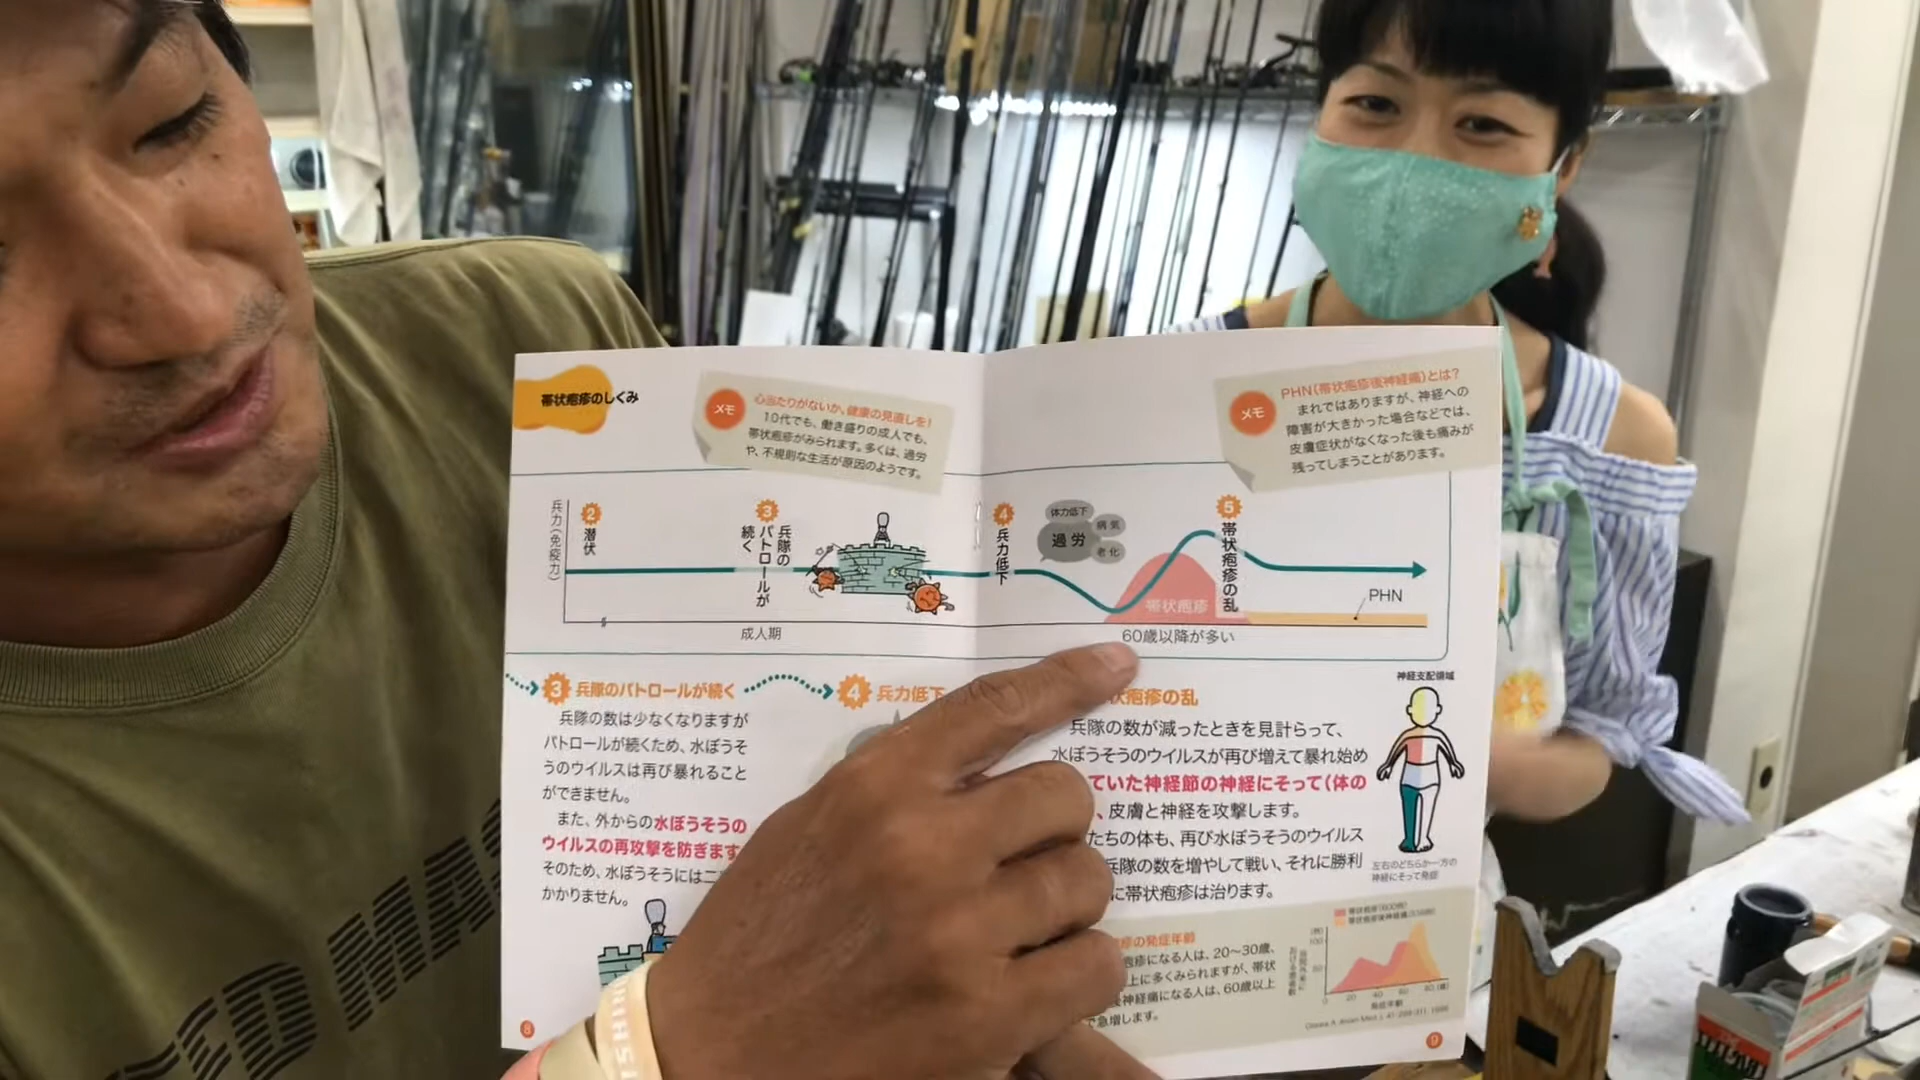 帯状疱疹のしくみ
メモ
心当たりがないか、健康の見直しを!
10代でも、働き盛りの成人でも、
帯状疱疹がみられます。多くは、過労
や、不規則な生活が原因のようです。
メモ
PHN(帯状疱疹後神経痛)とは?
まれではありますが、神経への
障害が大きかった場合などでは、
皮膚症状がなくなった後も痛みが
残ってしまうことがあります。
兵力(免疫力)
2
潜伏
3
兵隊の
パトロールが
続く
成人期
4
兵力低下
体力低下
病気
過労
老化
帯状疱疹
5
帯状疱疹の乱
PHN
60歳以降が多い
3 兵隊のパトロールが続く
兵隊の数は少なくなりますが
パトロールが続くため、水ぼうそ
うのウイルスは再び暴れること
ができません。
また、外からの水ぼうそうの
ウイルスの再攻撃を防ぎます
そのため、水ぼうそうには二
かかりません。
4 兵力低下
状疱疹の乱
兵隊の数が減ったときを見計らって、
水ぼうそうのウイルスが再び増えて暴れ始め
ていた神経節の神経にそって(体の
、皮膚と神経を攻撃します。
たちの体も、再び水ぼうそうのウイルス
兵隊の数を増やして戦い、それに勝利
に帯状疱疹は治ります。
神経支配領域
左右のどちらか一方の
神経にそって発症
疹の発症年齢
疱疹になる人は、20〜30歳、
上に多くみられますが、帯状
後神経痛になる人は、60歳以上
で急増します。
100
50
0 20 40 60 80 (歳)
発症年齢
8
9